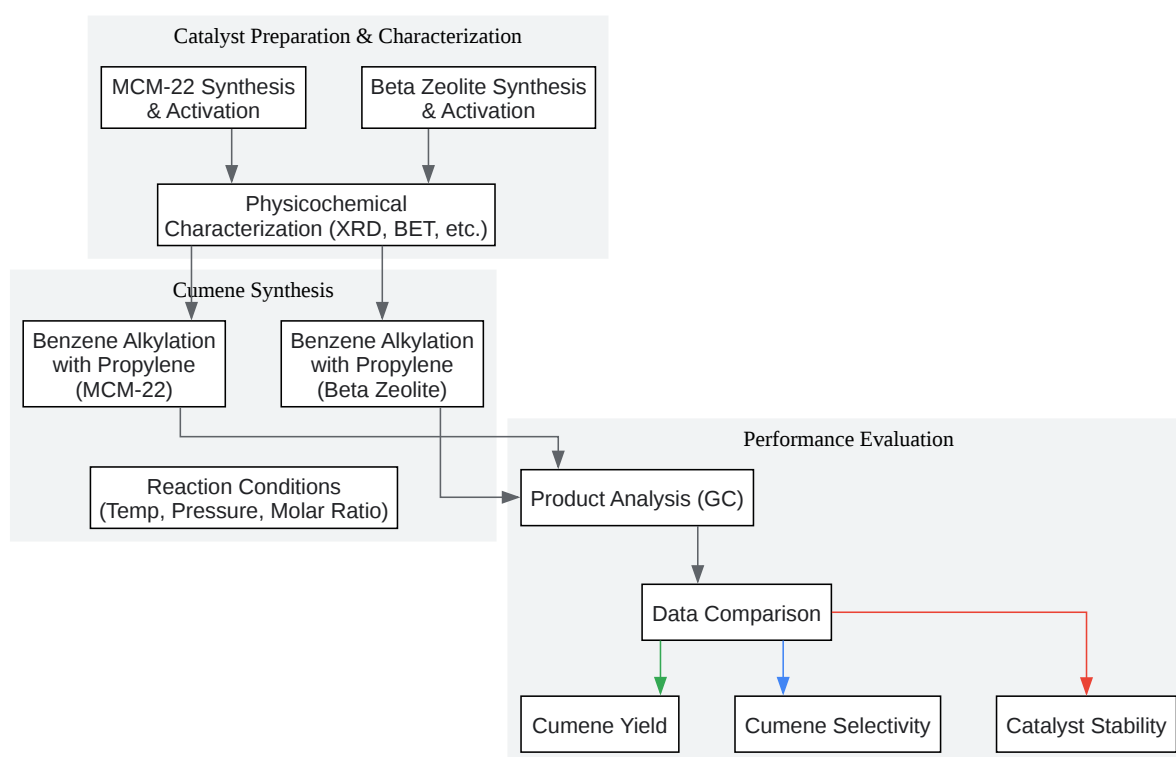 Catalyst Preparation & Characterization
MCM-22 Synthesis
& Activation
Beta Zeolite Synthesis
& Activation
Physicochemical
Characterization (XRD, BET, etc.)
Cumene Synthesis
Benzene Alkylation
with Propylene
(MCM-22)
Benzene Alkylation
with Propylene
(Beta Zeolite)
Reaction Conditions
(Temp, Pressure, Molar Ratio)
Performance Evaluation
Product Analysis (GC)
Data Comparison
Cumene Yield
Cumene Selectivity
Catalyst Stability